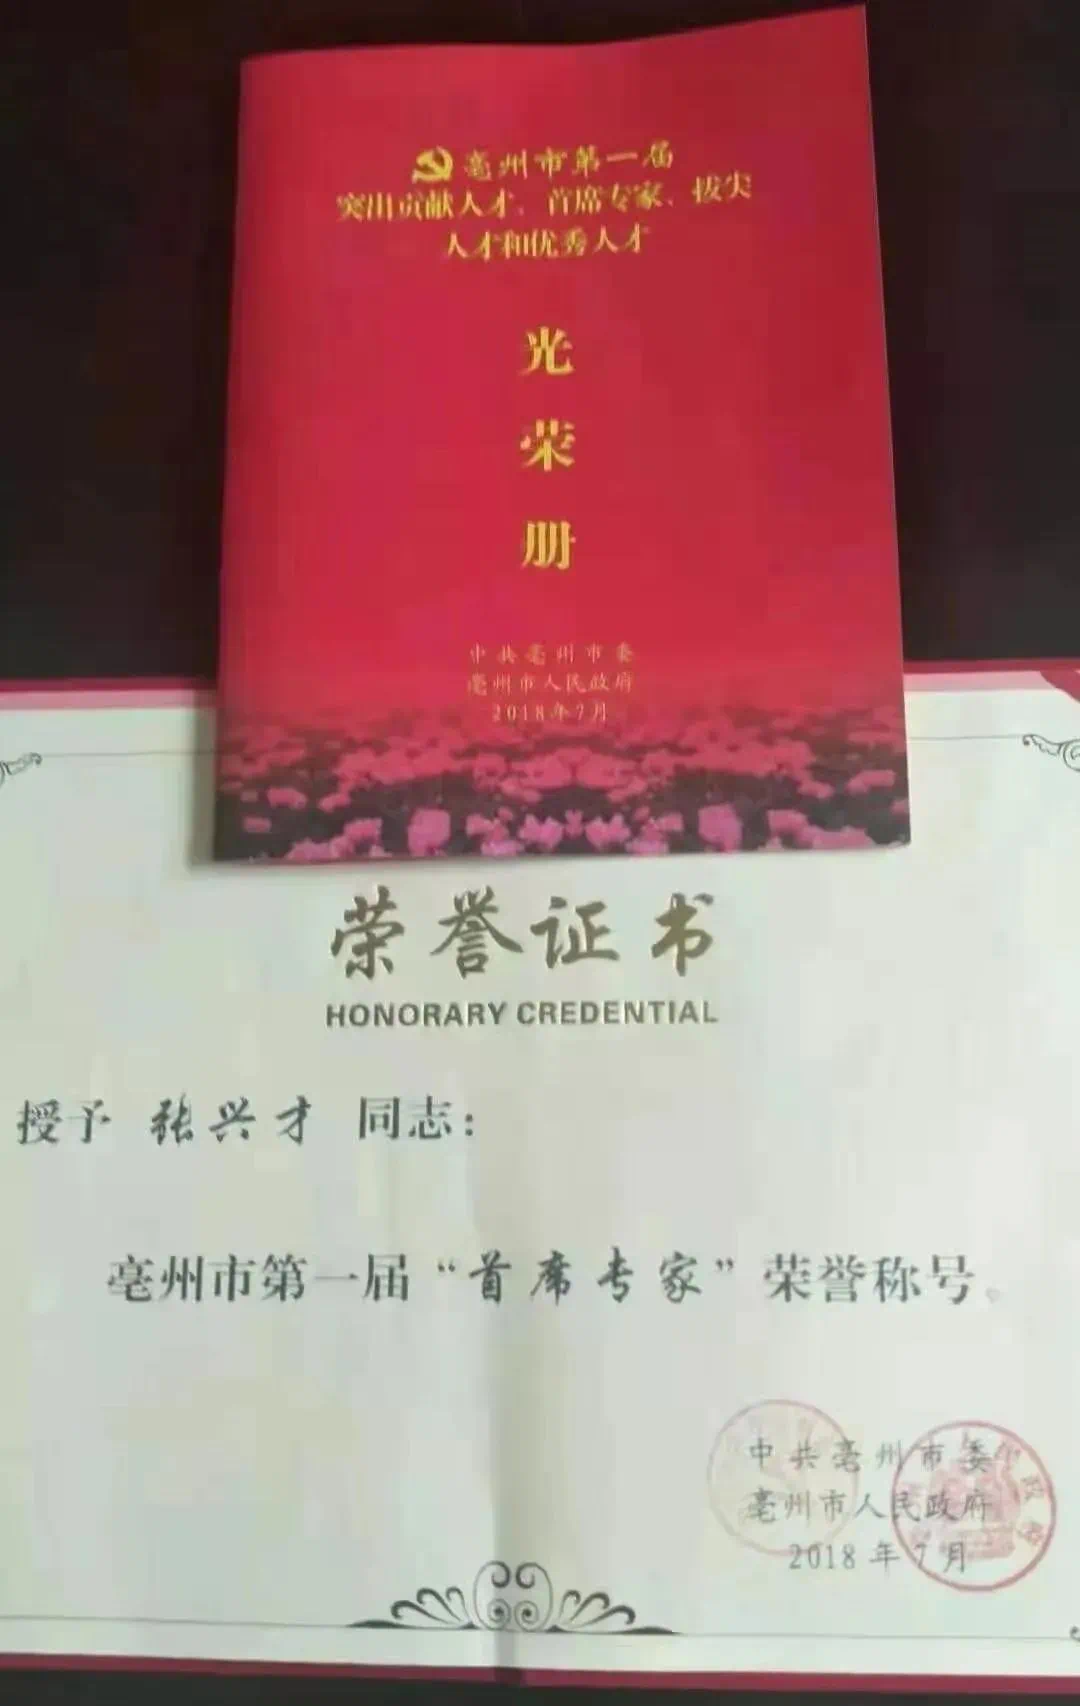 亳州市第一届
突出贡献人才、首席专家、拔尖
人才和优秀人才
光
荣
册
中共亳州市委
亳州市人民政府
2018年7月
荣誉证书
HONORARY CREDENTIAL
授予 张兴才 同志：
亳州市第一届“首席专家”荣誉称号。
中共亳州市委
亳州市人民政府
2018年7月